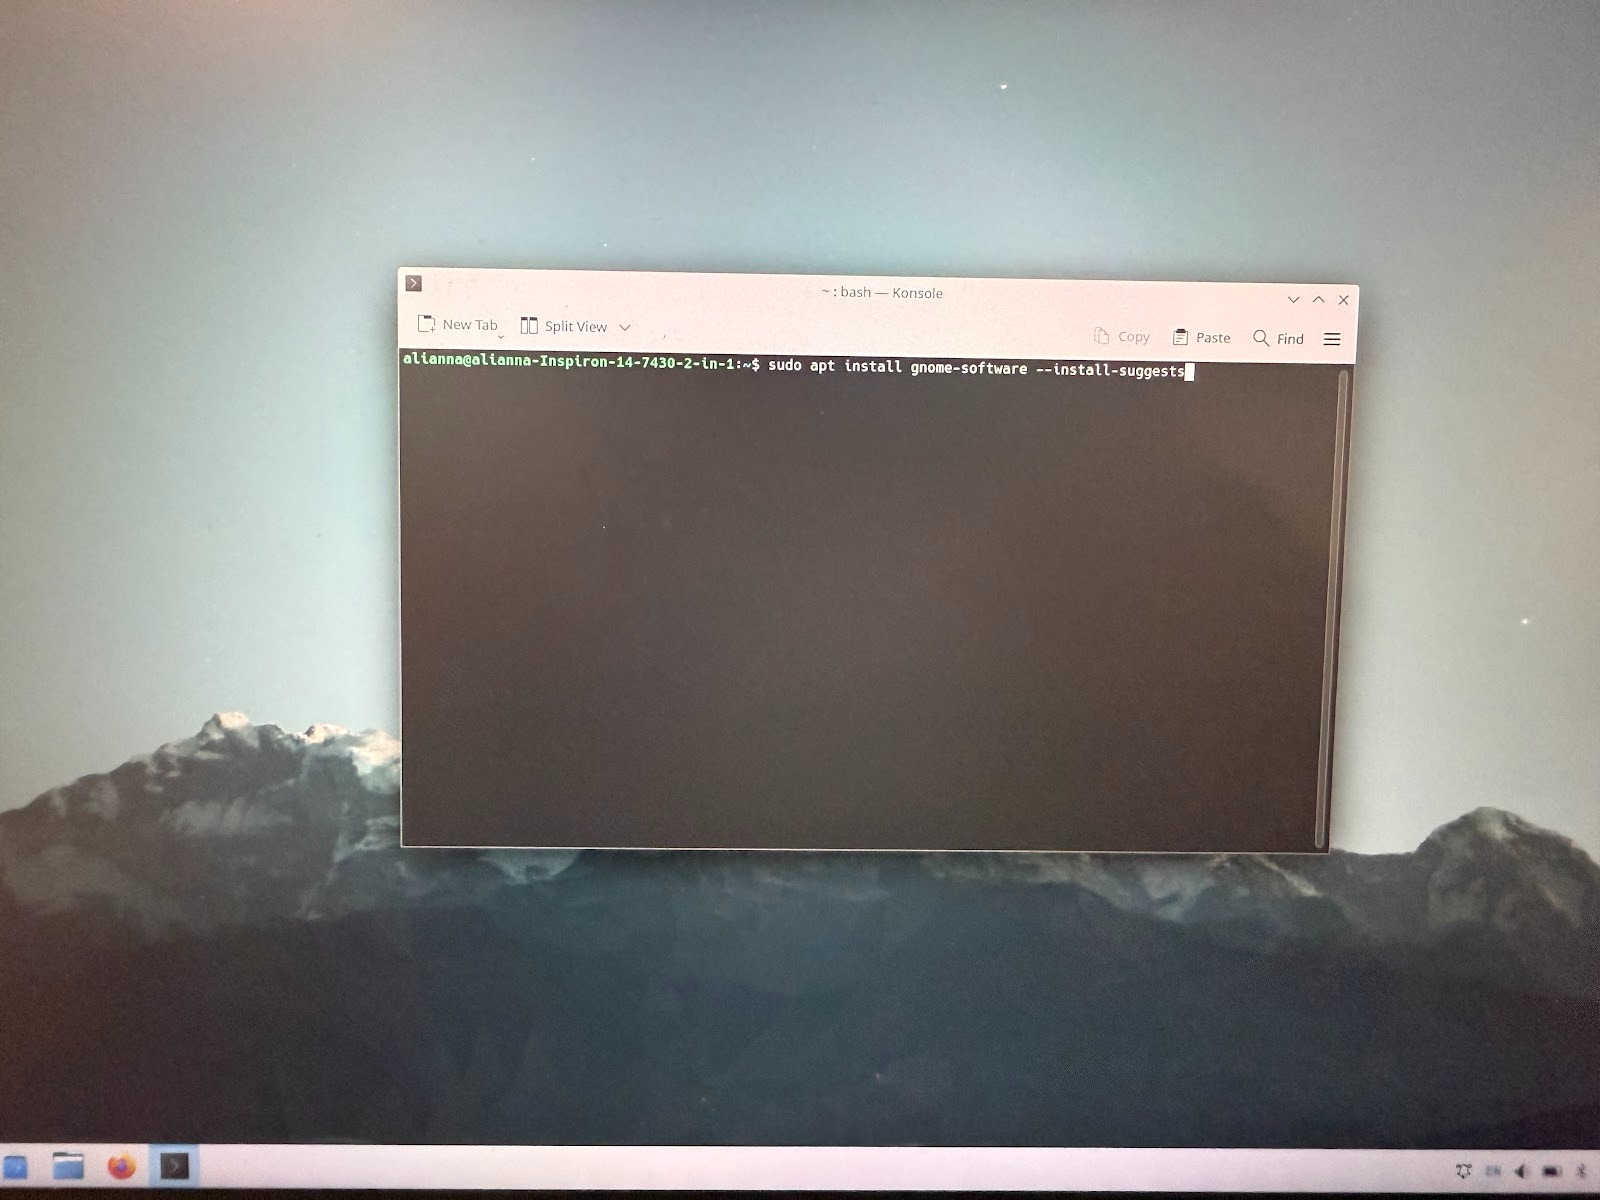 ~ : bash — Konsole
New Tab Split View Copy Paste Find
alianna@alianna-Inspiron-14-7430-2-in-1:~$ sudo apt install gnome-software --install-suggests
EN